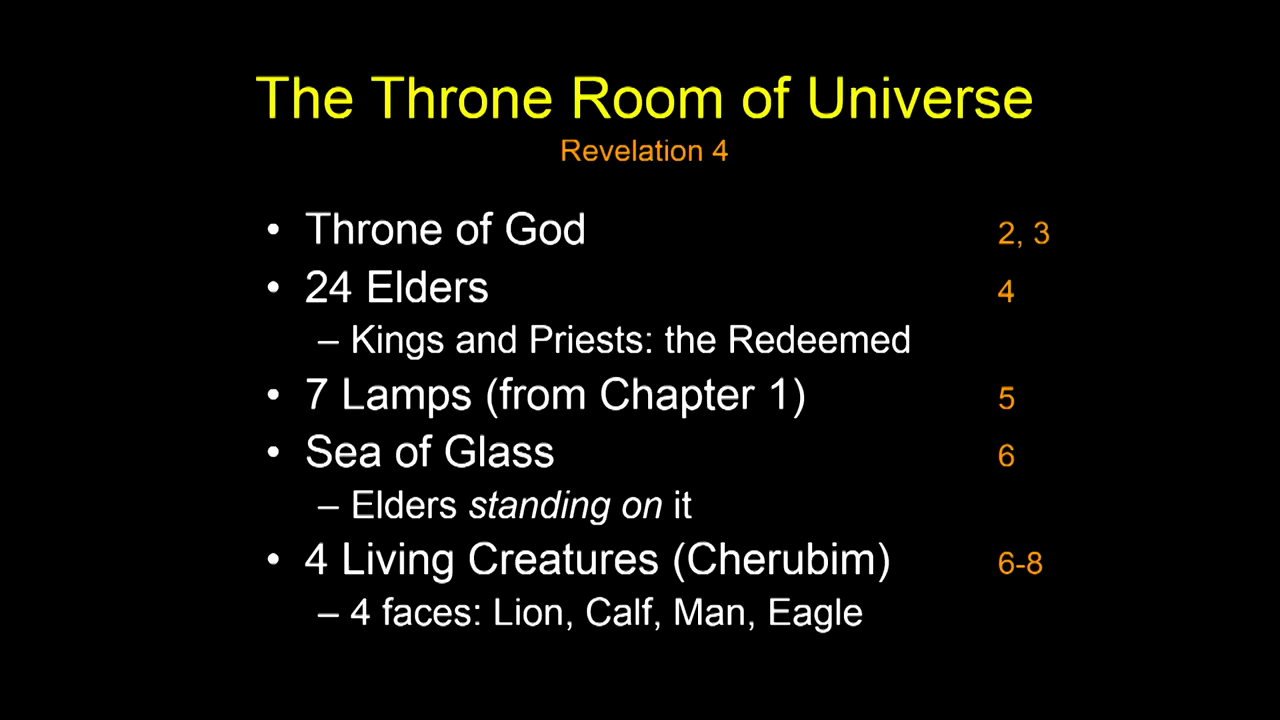 The Throne Room of Universe
Revelation 4
• Throne of God 2, 3
• 24 Elders 4
– Kings and Priests: the Redeemed
• 7 Lamps (from Chapter 1) 5
• Sea of Glass 6
– Elders standing on it
• 4 Living Creatures (Cherubim) 6-8
– 4 faces: Lion, Calf, Man, Eagle